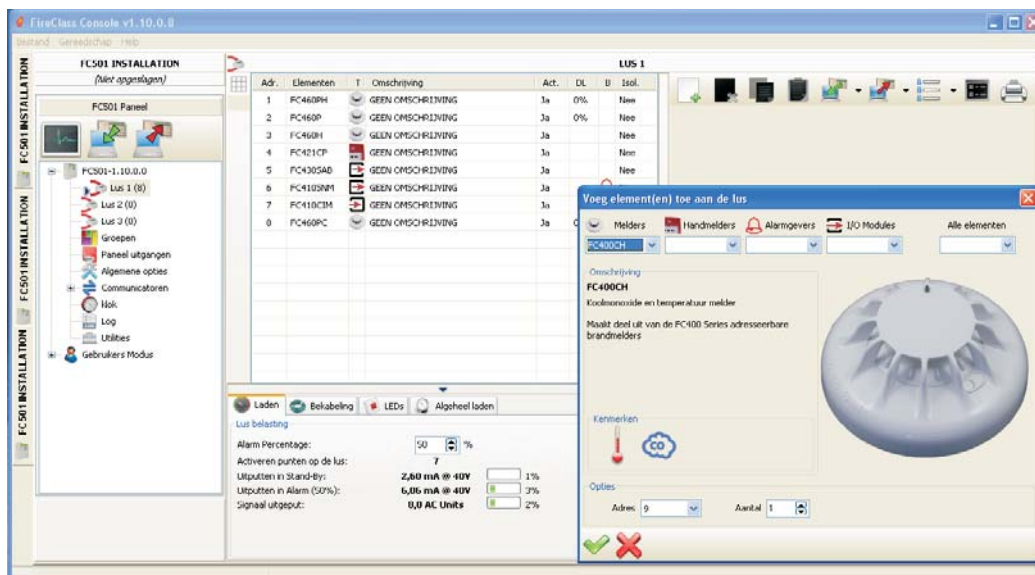 FireClass Console v1.10.0.0
Bestand Gereedschap Help
FC501 INSTALLATION
FC501 INSTALLATION
FC501 INSTALLATION
FC501 INSTALLATION
(Niet opgeslagen)
FC501 Paneel
FC501-1.10.0.0
Lus 1 (8)
Lus 2 (0)
Lus 3 (0)
Groepen
Paneel uitgangen
Algemene opties
Communicatoren
Klok
Log
Utilities
Gebruikers Modus
LUS 1
Adr. Elementen T Omschrijving Act. DL B Isol.
1 FC460PH GEEN OMSCHRIJVING Ja 0% Nee
2 FC460P GEEN OMSCHRIJVING Ja 0% Nee
3 FC460H GEEN OMSCHRIJVING Ja Nee
4 FC421CP GEEN OMSCHRIJVING Ja Nee
5 FC430SAB GEEN OMSCHRIJVING Ja Nee
6 FC410SNM GEEN OMSCHRIJVING Ja
7 FC410CIM GEEN OMSCHRIJVING Ja
8 FC460PC GEEN OMSCHRIJVING Ja
Laden Bekabeling LEDs Algeheel laden
Lus belasting
Alarm Percentage: 50 %
Activeren punten op de lus: 7
Uitputten in Stand-By: 2,60 mA @ 40V 1%
Uitputten in Alarm (50%): 6,06 mA @ 40V 3%
Signaal uitgeput: 8,0 AC Units 2%
Voeg element(en) toe aan de lus
Melders Handmelders Alarmgevers I/O Modules Alle elementen
FC400CH
Omschrijving
FC400CH
Koolmonoxide en temperatuur melder
Maakt deel uit van de FC400 Series adresseerbare
brandmelders
Kenmerken
CO
Opties
Adres 9 Aantal 1